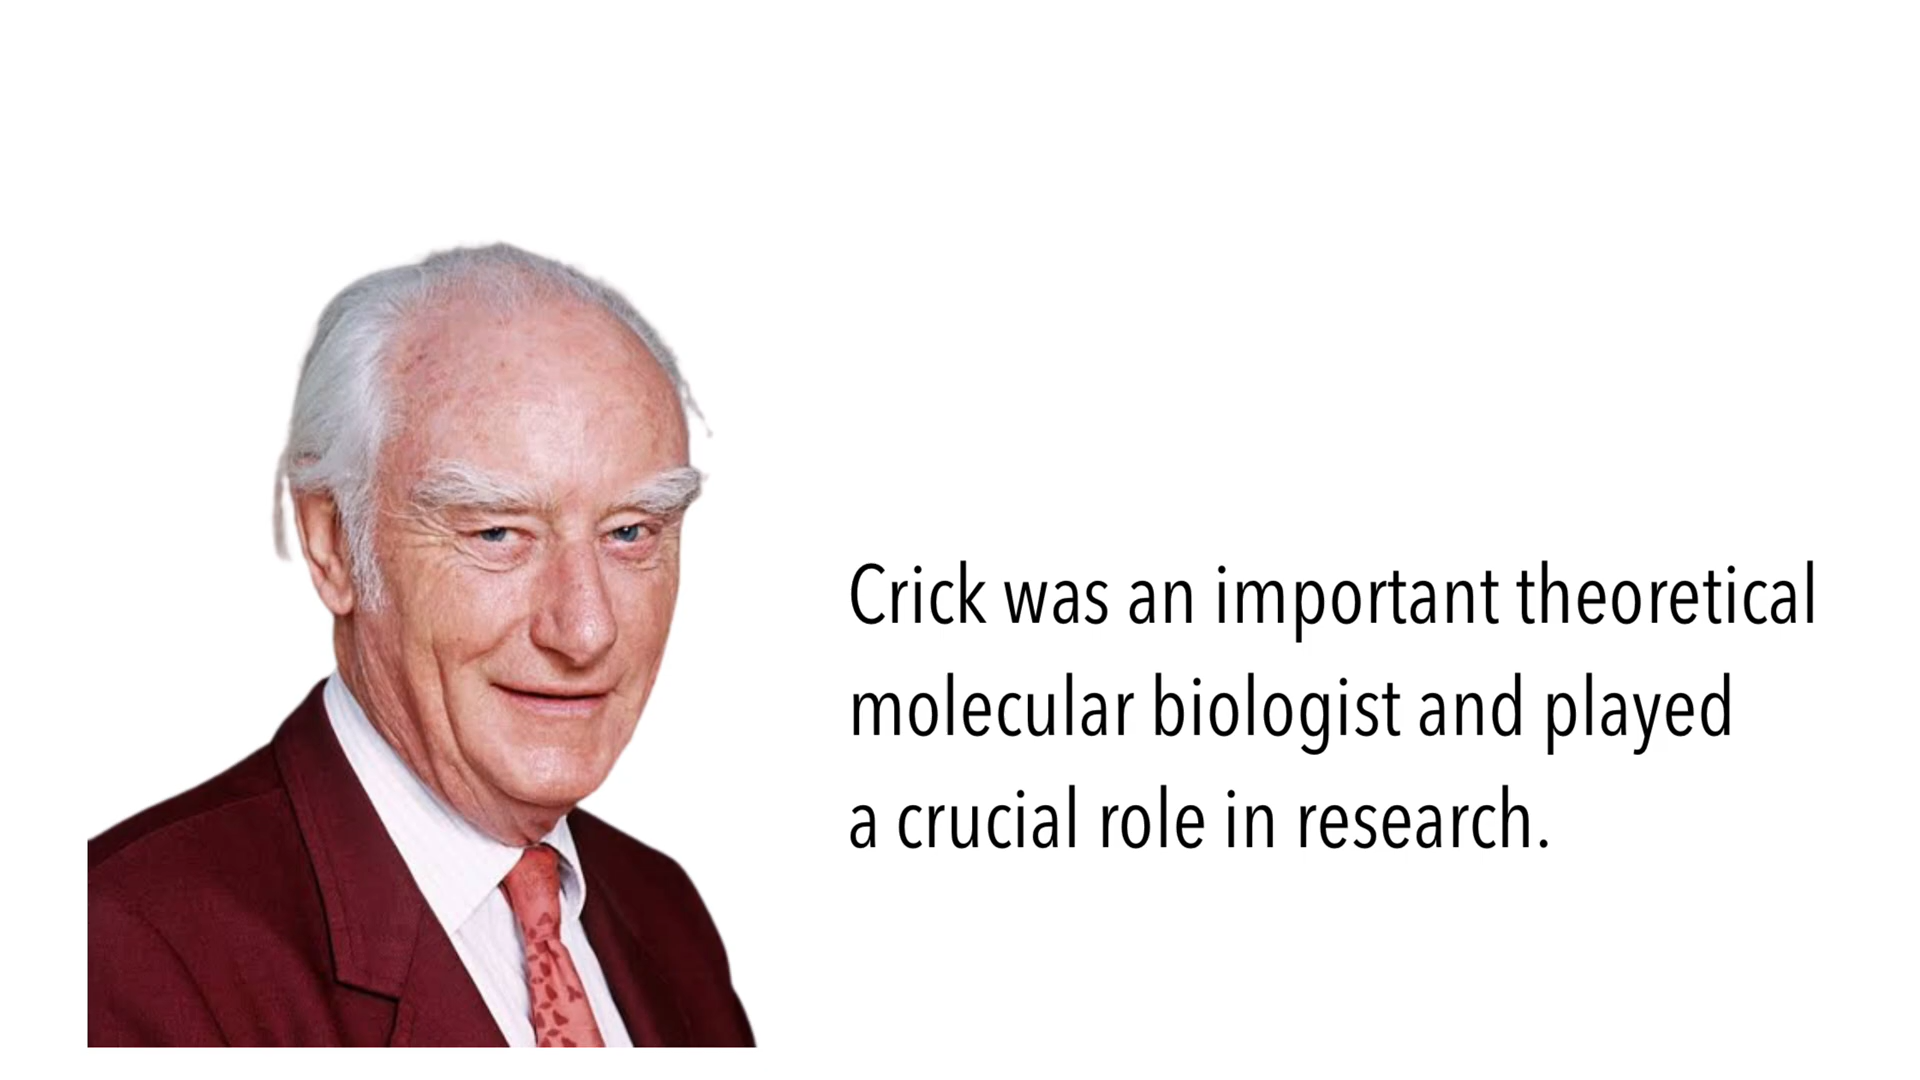 Crick was an important theoretical
molecular biologist and played
a crucial role in research.